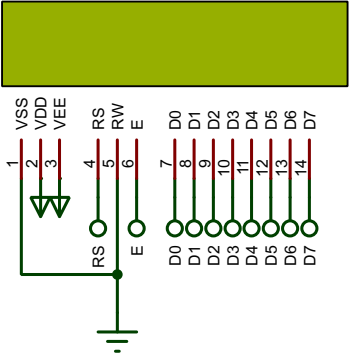 VSS VDD VEE RS RW E D0 D1 D2 D3 D4 D5 D6 D7
1 2 3 4 5 6 7 8 9 10 11 12 13 14
RS E D0 D1 D2 D3 D4 D5 D6 D7